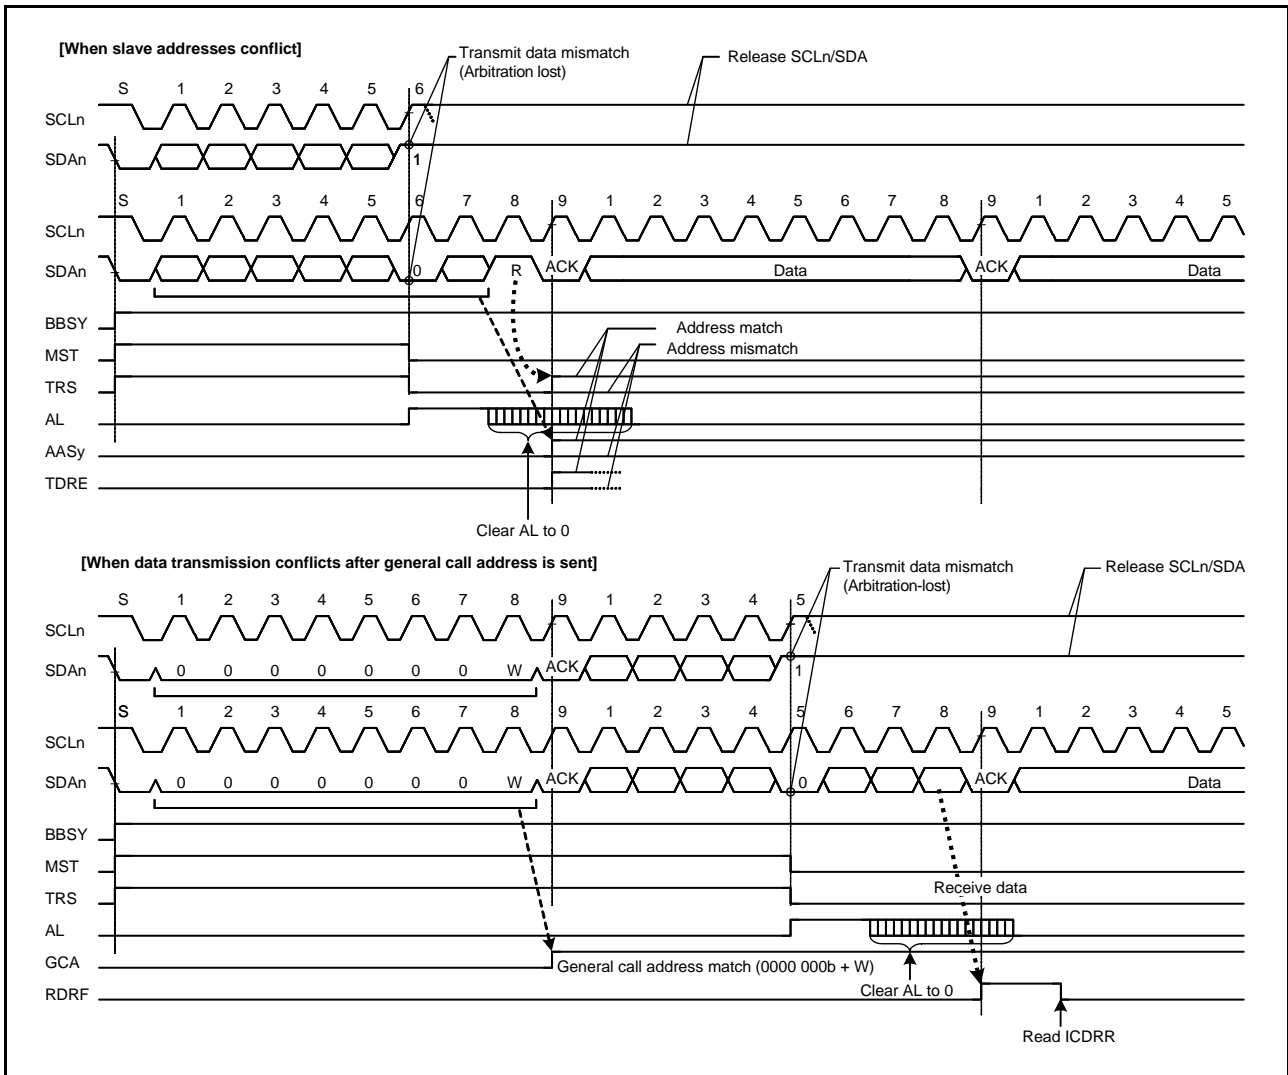 [When slave addresses conflict]
Transmit data mismatch
(Arbitration lost)
Release SCLn/SDA
S 1 2 3 4 5 6
SCLn
SDAn
1
S 1 2 3 4 5 6 7 8 9 1 2 3 4 5 6 7 8 9 1 2 3 4 5
SCLn
SDAn 0 R ACK Data ACK Data
BBSY
Address match
MST
Address mismatch
TRS
AL
AASy
TDRE
Clear AL to 0
[When data transmission conflicts after general call address is sent]
Transmit data mismatch
(Arbitration-lost)
Release SCLn/SDA
S 1 2 3 4 5 6 7 8 9 1 2 3 4 5
SCLn
SDAn 0 0 0 0 0 0 0 W ACK 1
S 1 2 3 4 5 6 7 8 9 1 2 3 4 5 6 7 8 9 1 2 3 4 5
SCLn
SDAn 0 0 0 0 0 0 0 W ACK 0 ACK Data
BBSY
MST
TRS
Receive data
AL
GCA
General call address match (0000 000b + W)
Clear AL to 0
RDRF
Read ICDRR